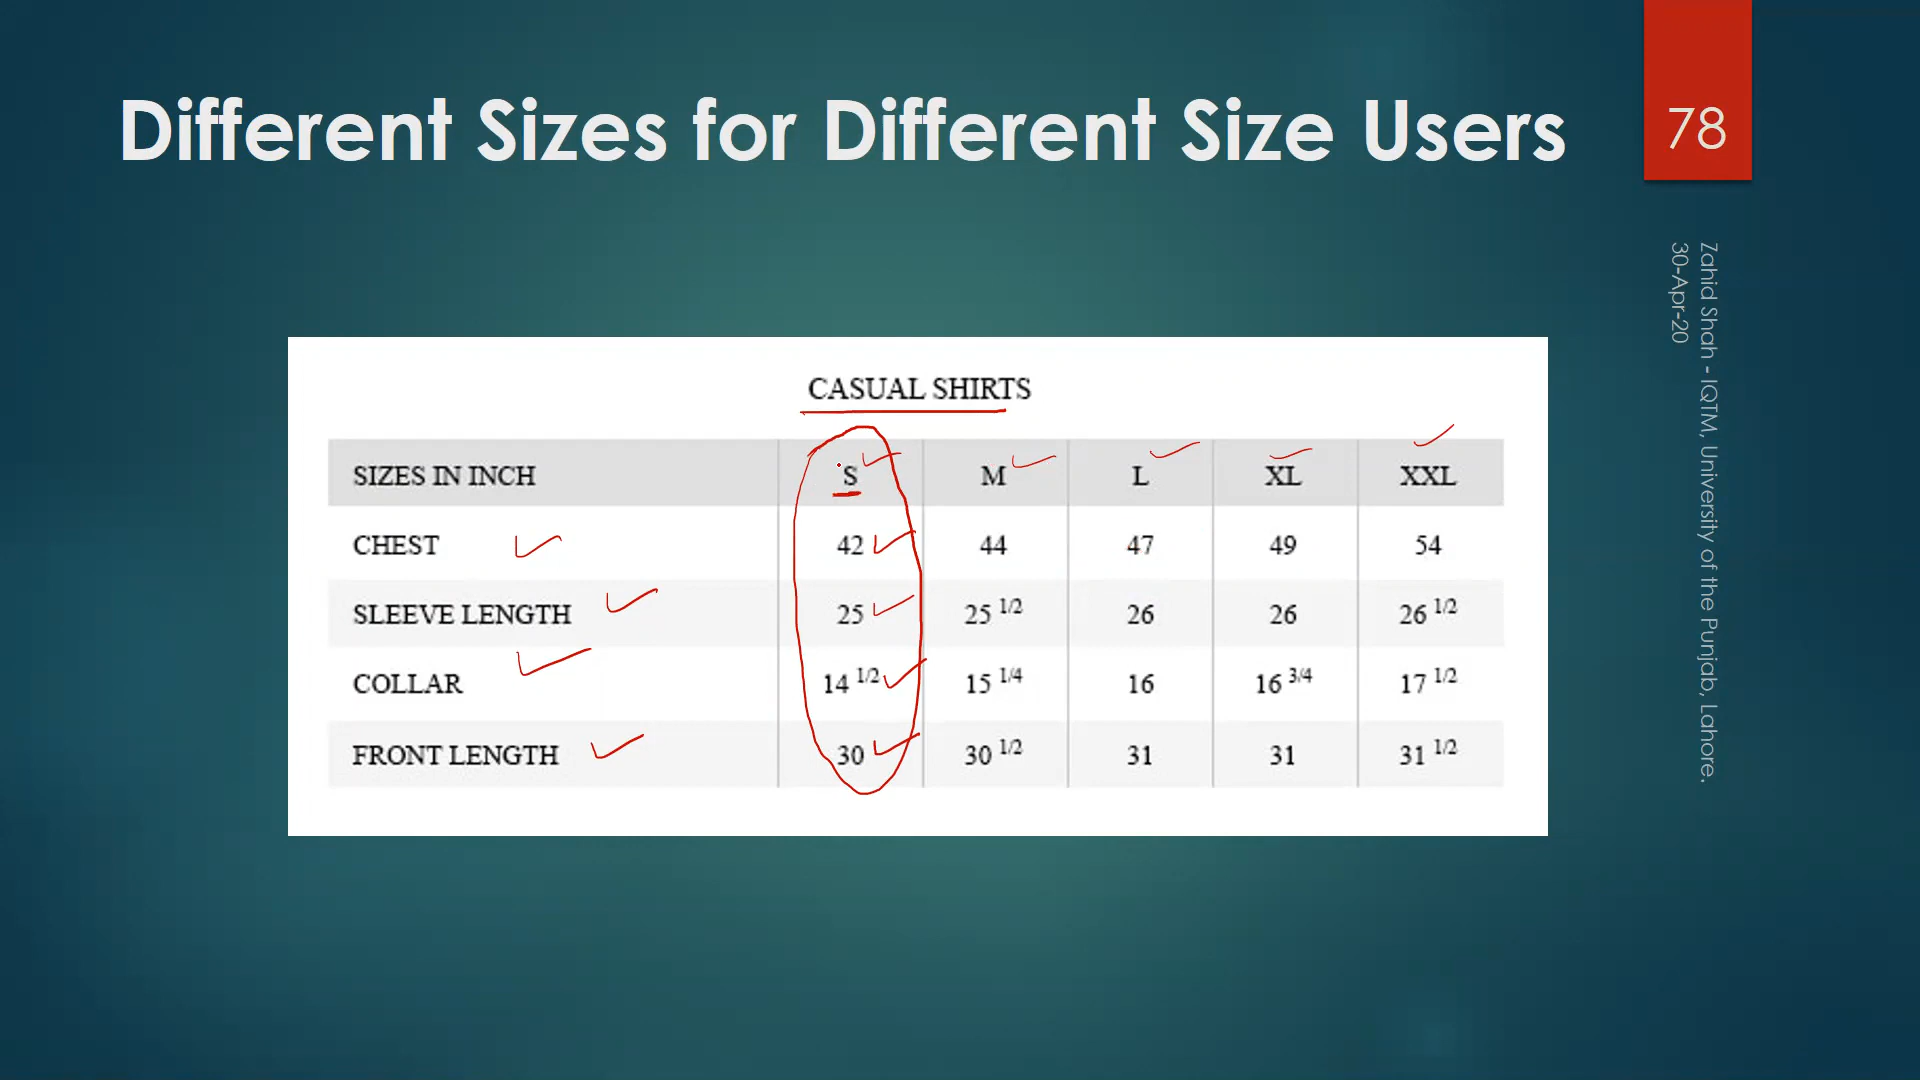 Different Sizes for Different Size Users
78
Zahid Shah - IQTM, University of the Punjab, Lahore.
30-Apr-20
CASUAL SHIRTS
SIZES IN INCH S M L XL XXL
CHEST 42 44 47 49 54
SLEEVE LENGTH 25 25 1/2 26 26 26 1/2
COLLAR 14 1/2 15 1/4 16 16 3/4 17 1/2
FRONT LENGTH 30 30 1/2 31 31 31 1/2